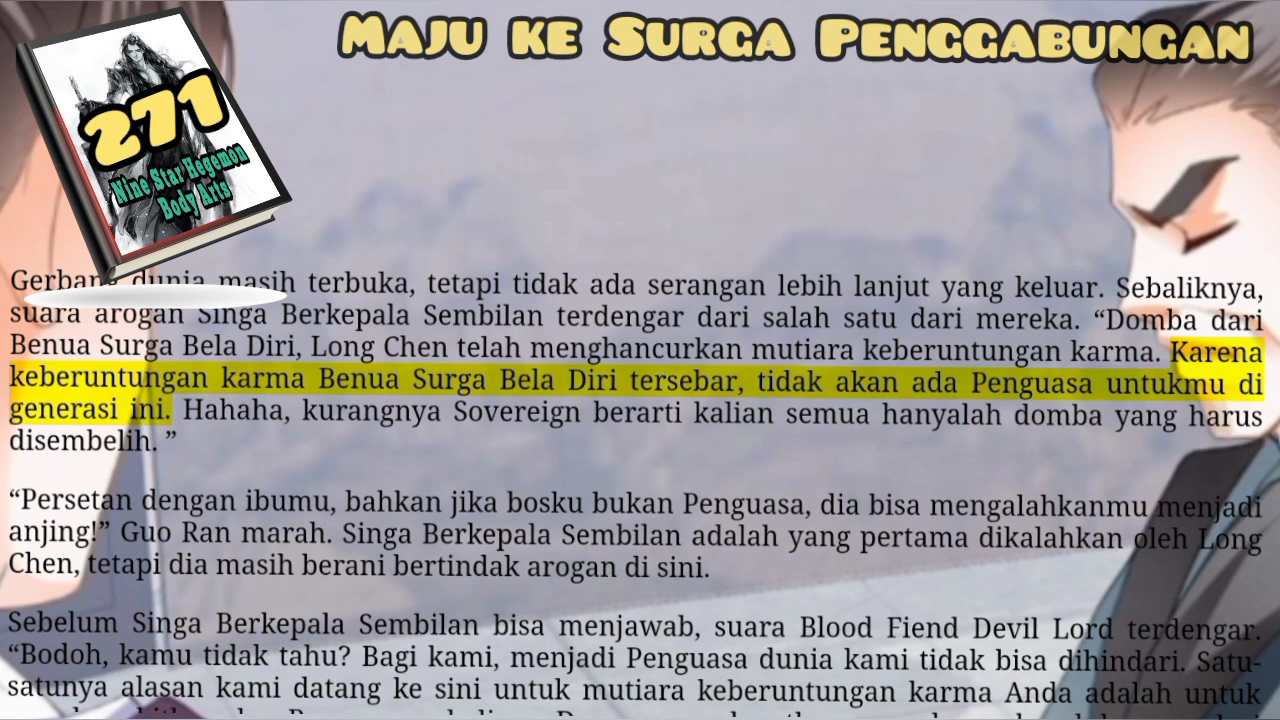 MAJU KE SURGA PENGGABUNGAN
271
Nine Star Hegemon
Body Arts
Gerbang dunia masih terbuka, tetapi tidak ada serangan lebih lanjut yang keluar. Sebaliknya,
suara arogan Singa Berkepala Sembilan terdengar dari salah satu dari mereka. “Domba dari
Benua Surga Bela Diri, Long Chen telah menghancurkan mutiara keberuntungan karma. Karena
keberuntungan karma Benua Surga Bela Diri tersebar, tidak akan ada Penguasa untukmu di
generasi ini. Hahaha, kurangnya Sovereign berarti kalian semua hanyalah domba yang harus
disembelih. ”
“Persetan dengan ibumu, bahkan jika bosku bukan Penguasa, dia bisa mengalahkanmu menjadi
anjing!” Guo Ran marah. Singa Berkepala Sembilan adalah yang pertama dikalahkan oleh Long
Chen, tetapi dia masih berani bertindak arogan di sini.
Sebelum Singa Berkepala Sembilan bisa menjawab, suara Blood Fiend Devil Lord terdengar.
“Bodoh, kamu tidak tahu? Bagi kami, menjadi Penguasa dunia kami tidak bisa dihindari. Satu-
satunya alasan kami datang ke sini untuk mutiara keberuntungan karma Anda adalah untuk